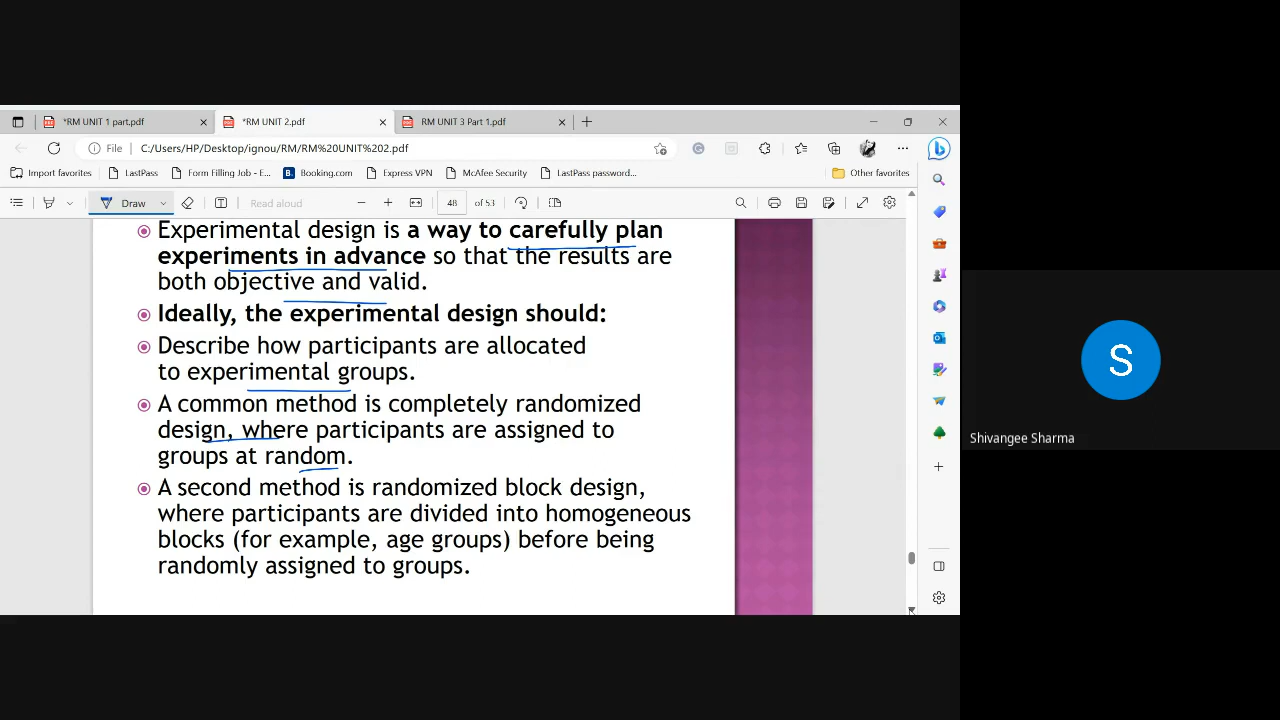 *RM UNIT 1 part.pdf
*RM UNIT 2.pdf
RM UNIT 3 Part 1.pdf
File
C:/Users/HP/Desktop/ignou/RM/RM%20UNIT%202.pdf
Import favorites
LastPass
Form Filling Job - E...
B.
Booking.com
Express VPN
McAfee Security
LastPass password...
Other favorites
Draw
Read aloud
48
of 53
Experimental design is a way to carefully plan
experiments in advance so that the results are
both objective and valid.
Ideally, the experimental design should:
Describe how participants are allocated
to experimental groups.
A common method is completely randomized
design, where participants are assigned to
groups at random.
A second method is randomized block design,
where participants are divided into homogeneous
blocks (for example, age groups) before being
randomly assigned to groups.
S
Shivangee Sharma